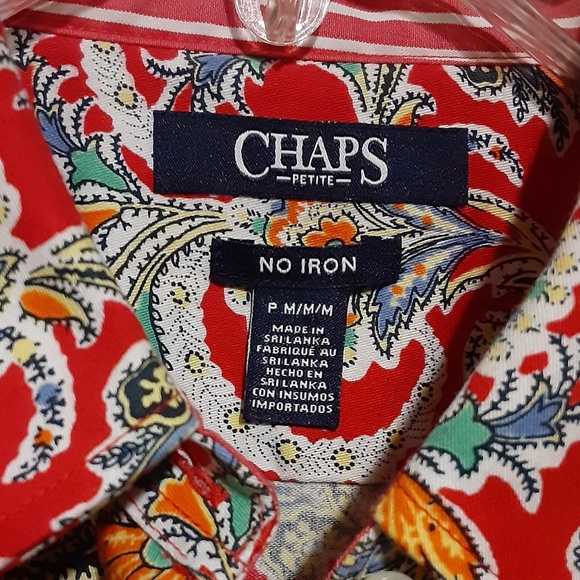 CHAPS
PETITE
NO IRON
P M/M/M
MADE IN
SRI LANKA
FABRIQUÉ AU
SRI LANKA
HECHO EN
SRI LANKA
CON INSUMOS
IMPORTADOS